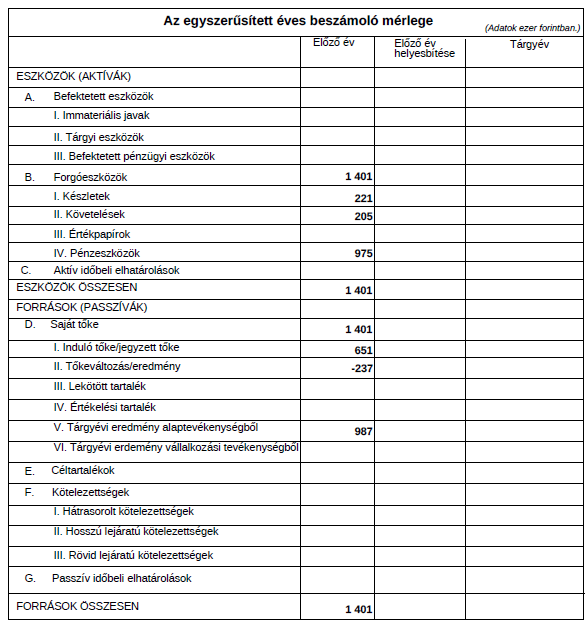 Az egyszerűsített éves beszámoló mérlege
(Adatok ezer forintban.)
Előző év
Előző év helyesbítése
Tárgyév
ESZKÖZÖK (AKTÍVÁK)
A. Befektetett eszközök
I. Immateriális javak
II. Tárgyi eszközök
III. Befektetett pénzügyi eszközök
B. Forgóeszközök 1 401
I. Készletek 221
II. Követelések 205
III. Értékpapírok
IV. Pénzeszközök 975
C. Aktív időbeli elhatárolások
ESZKÖZÖK ÖSSZESEN 1 401
FORRÁSOK (PASSZÍVÁK)
D. Saját tőke 1 401
I. Induló tőke/jegyzett tőke 651
II. Tőkeváltozás/eredmény -237
III. Lekötött tartalék
IV. Értékelési tartalék
V. Tárgyévi eredmény alaptevékenységből 987
VI. Tárgyévi erdemény vállalkozási tevékenységből
E. Céltartalékok
F. Kötelezettségek
I. Hátrasorolt kötelezettségek
II. Hosszú lejáratú kötelezettségek
III. Rövid lejáratú kötelezettségek
G. Passzív időbeli elhatárolások
FORRÁSOK ÖSSZESEN 1 401